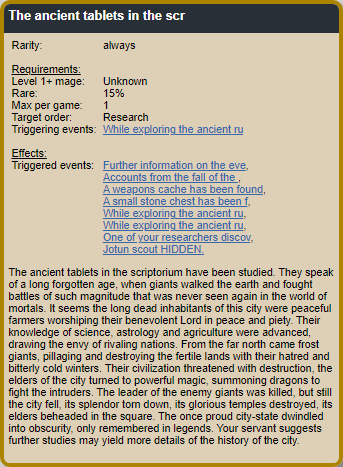 The ancient tablets in the scr
Rarity: always
Requirements:
Level 1+ mage: Unknown
Rare: 15%
Max per game: 1
Target order: Research
Triggering events: While exploring the ancient ru
Effects:
Triggered events: Further information on the eve,
Accounts from the fall of the ,
A weapons cache has been found,
A small stone chest has been f,
While exploring the ancient ru,
While exploring the ancient ru,
One of your researchers discov,
Jotun scout HIDDEN.
The ancient tablets in the scriptorium have been studied. They speak
of a long forgotten age, when giants walked the earth and fought
battles of such magnitude that was never seen again in the world of
mortals. It seems the long dead inhabitants of this city were peaceful
farmers worshiping their benevolent Lord in peace and piety. Their
knowledge of science, astrology and agriculture were advanced,
drawing the envy of rivaling nations. From the far north came frost
giants, pillaging and destroying the fertile lands with their hatred and
bitterly cold winters. Their civilization threatened with destruction, the
elders of the city turned to powerful magic, summoning dragons to
fight the intruders. The leader of the enemy giants was killed, but still
the city fell, its splendor torn down, its glorious temples destroyed, its
elders beheaded in the square. The once proud city-state dwindled
into obscurity, only remembered in legends. Your servant suggests
further studies may yield more details of the history of the city.